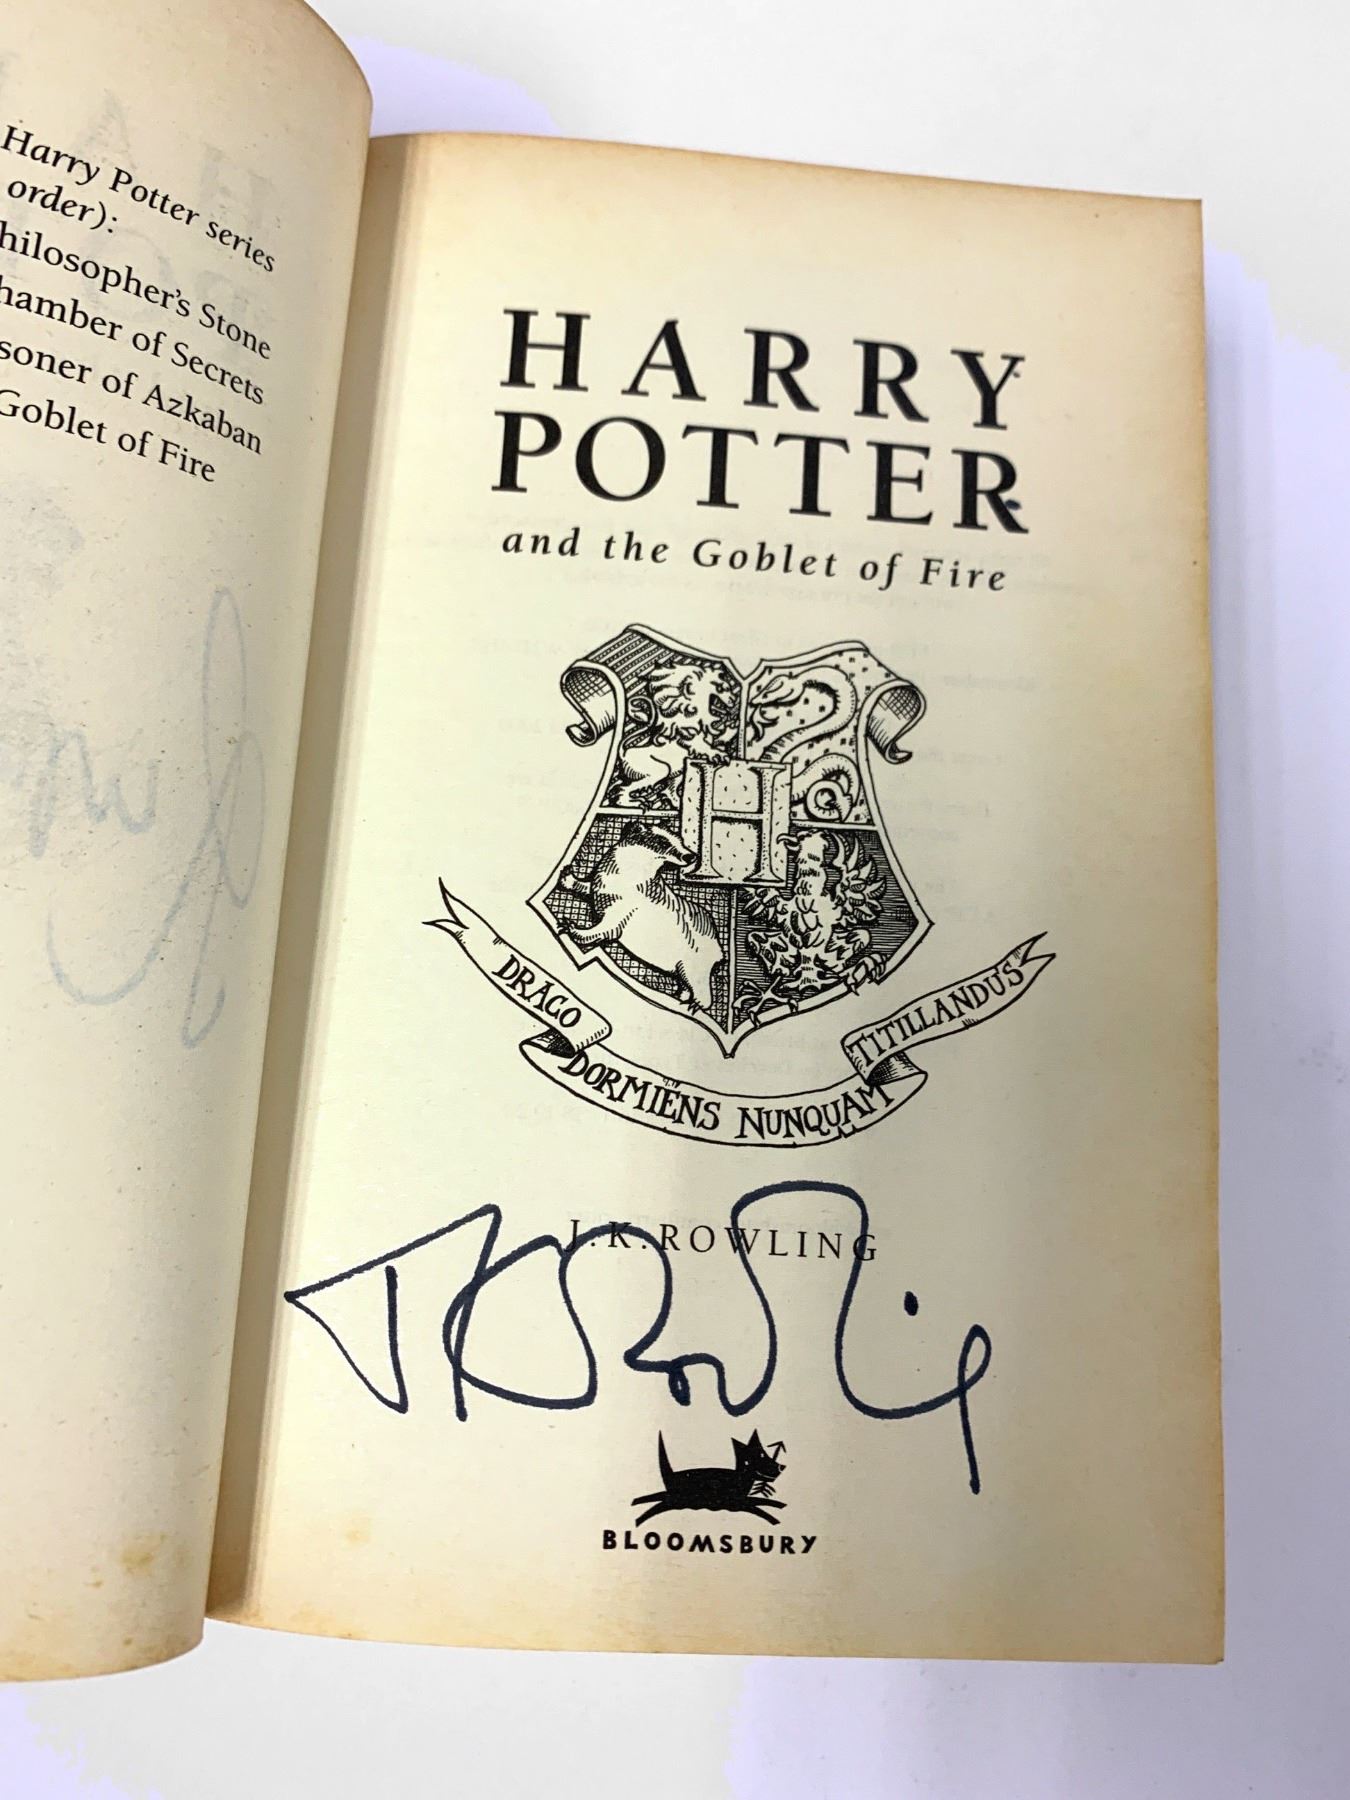 Harry Potter series
order):
hilosopher's Stone
hamber of Secrets
soner of Azkaban
Goblet of Fire
HARRY
POTTER
and the Goblet of Fire
H
DRACO DORMIENS NUNQUAM TITILLANDUS
J.K.ROWLING
JKRowling
BLOOMSBURY